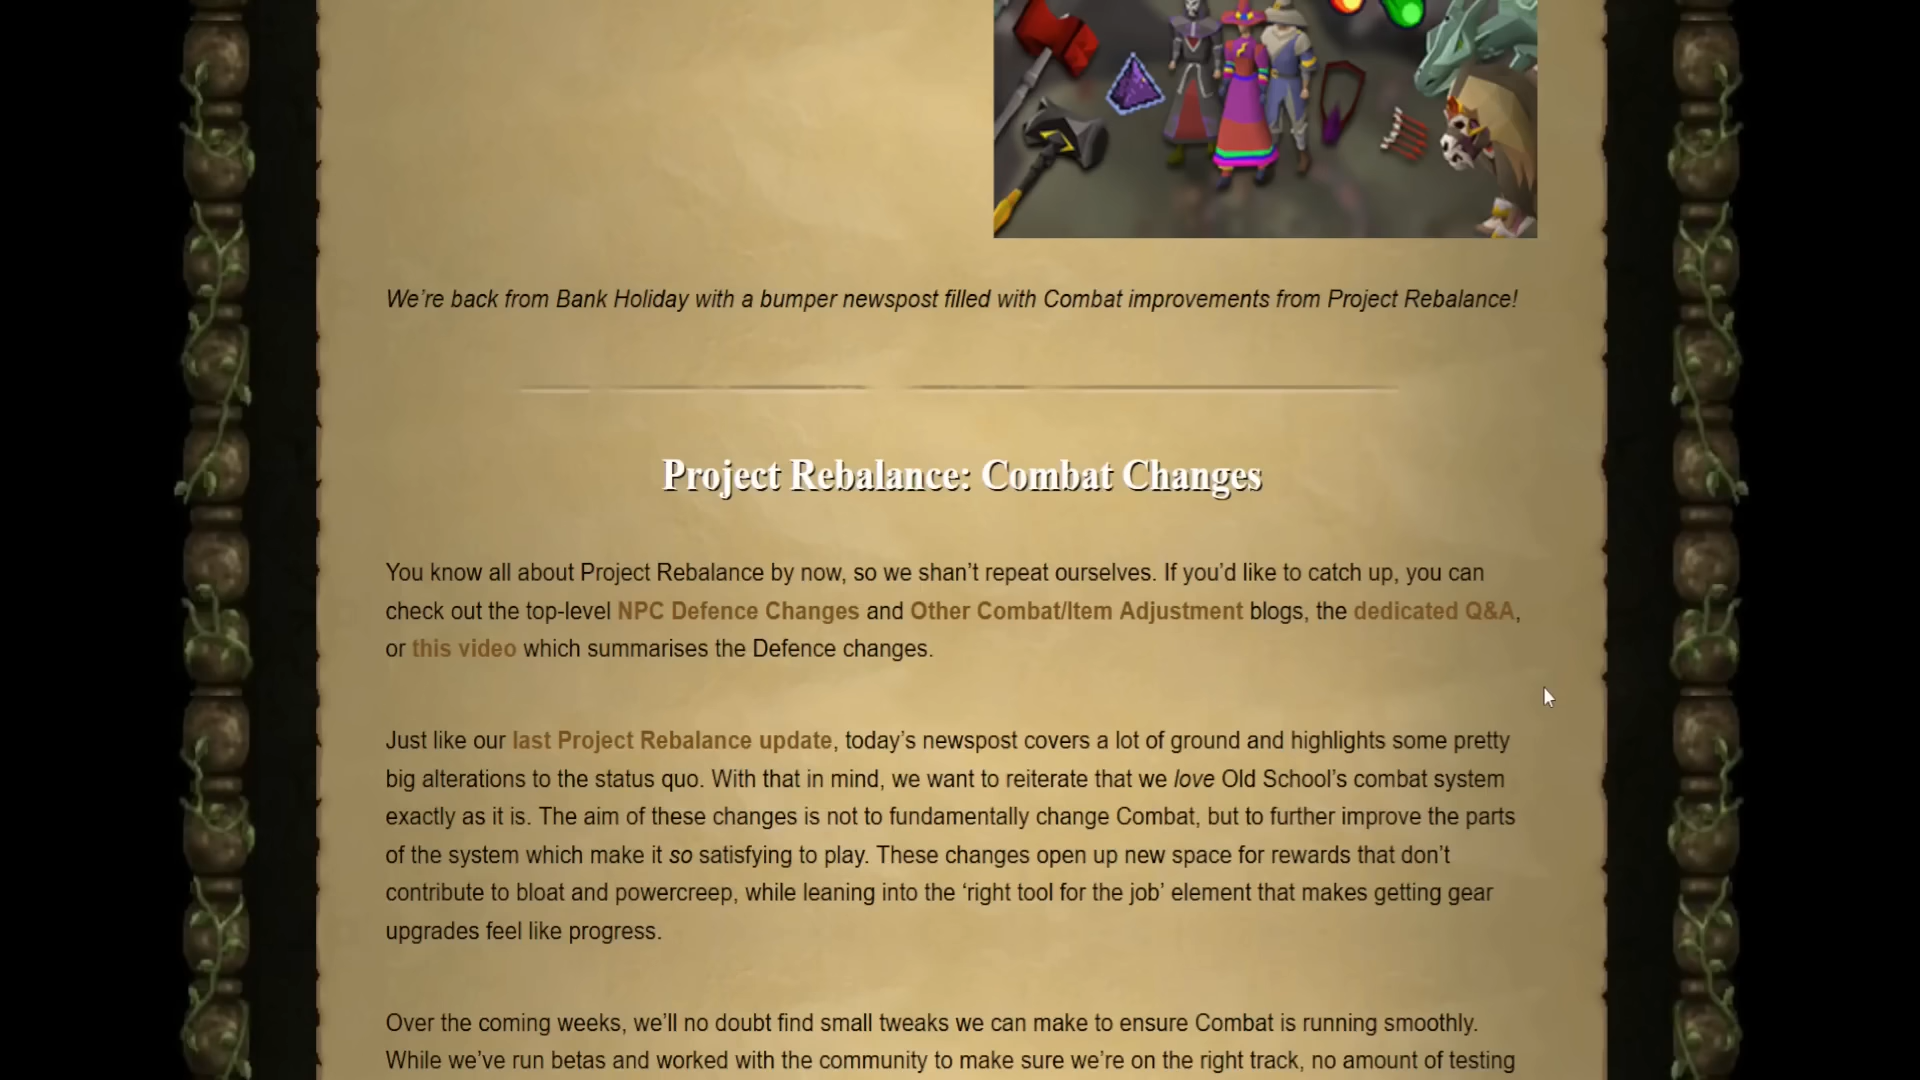 We’re back from Bank Holiday with a bumper newspost filled with Combat improvements from Project Rebalance!
Project Rebalance: Combat Changes
You know all about Project Rebalance by now, so we shan’t repeat ourselves. If you’d like to catch up, you can
check out the top-level NPC Defence Changes and Other Combat/Item Adjustment blogs, the dedicated Q&A,
or this video which summarises the Defence changes.
Just like our last Project Rebalance update, today’s newspost covers a lot of ground and highlights some pretty
big alterations to the status quo. With that in mind, we want to reiterate that we love Old School’s combat system
exactly as it is. The aim of these changes is not to fundamentally change Combat, but to further improve the parts
of the system which make it so satisfying to play. These changes open up new space for rewards that don’t
contribute to bloat and powercreep, while leaning into the ‘right tool for the job’ element that makes getting gear
upgrades feel like progress.
Over the coming weeks, we’ll no doubt find small tweaks we can make to ensure Combat is running smoothly.
While we’ve run betas and worked with the community to make sure we’re on the right track, no amount of testing